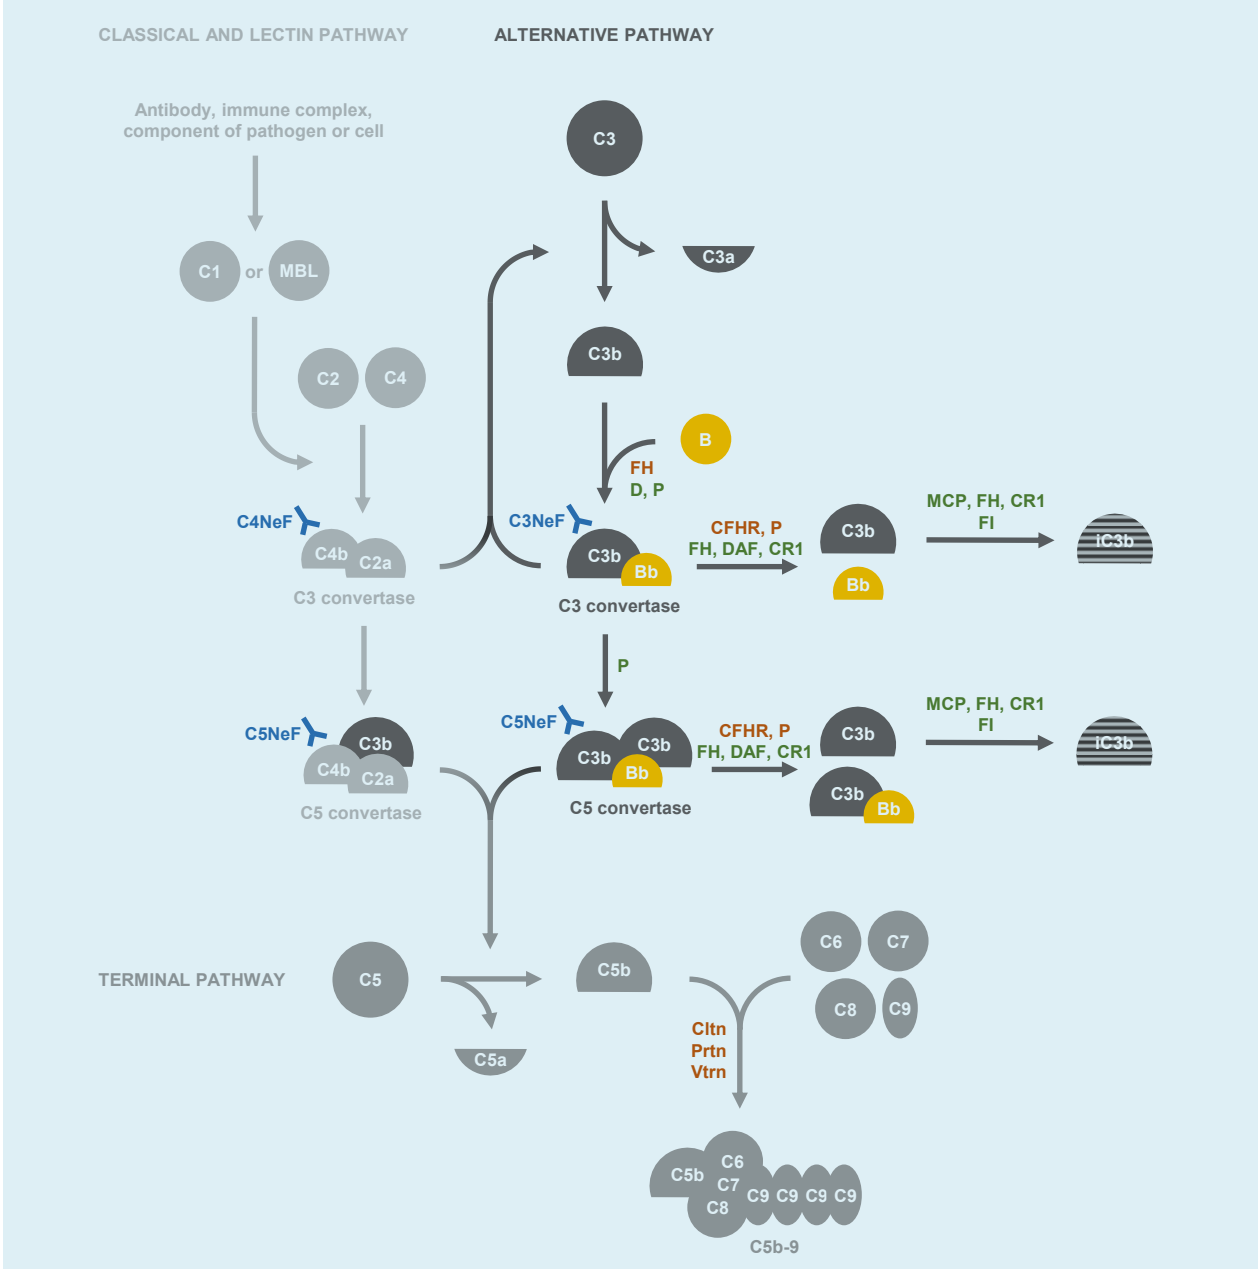 CLASSICAL AND LECTIN PATHWAY
ALTERNATIVE PATHWAY
Antibody, immune complex,
component of pathogen or cell
C3
C3a
C1 or MBL
C3b
C2 C4
B
FH
D, P
C4NeF
C4b
C2a
C3 convertase
C3NeF
C3b
Bb
C3 convertase
CFHR, P
FH, DAF, CR1
C3b
Bb
MCP, FH, CR1
FI
iC3b
P
C5NeF
C3b
C4b
C2a
C5 convertase
C5NeF
C3b
C3b
Bb
C5 convertase
CFHR, P
FH, DAF, CR1
C3b
C3b
Bb
MCP, FH, CR1
FI
iC3b
TERMINAL PATHWAY
C5
C5a
C5b
C6 C7
C8 C9
Cltn
Prtn
Vtrn
C5b
C6
C7
C8
C9 C9 C9 C9
C5b-9